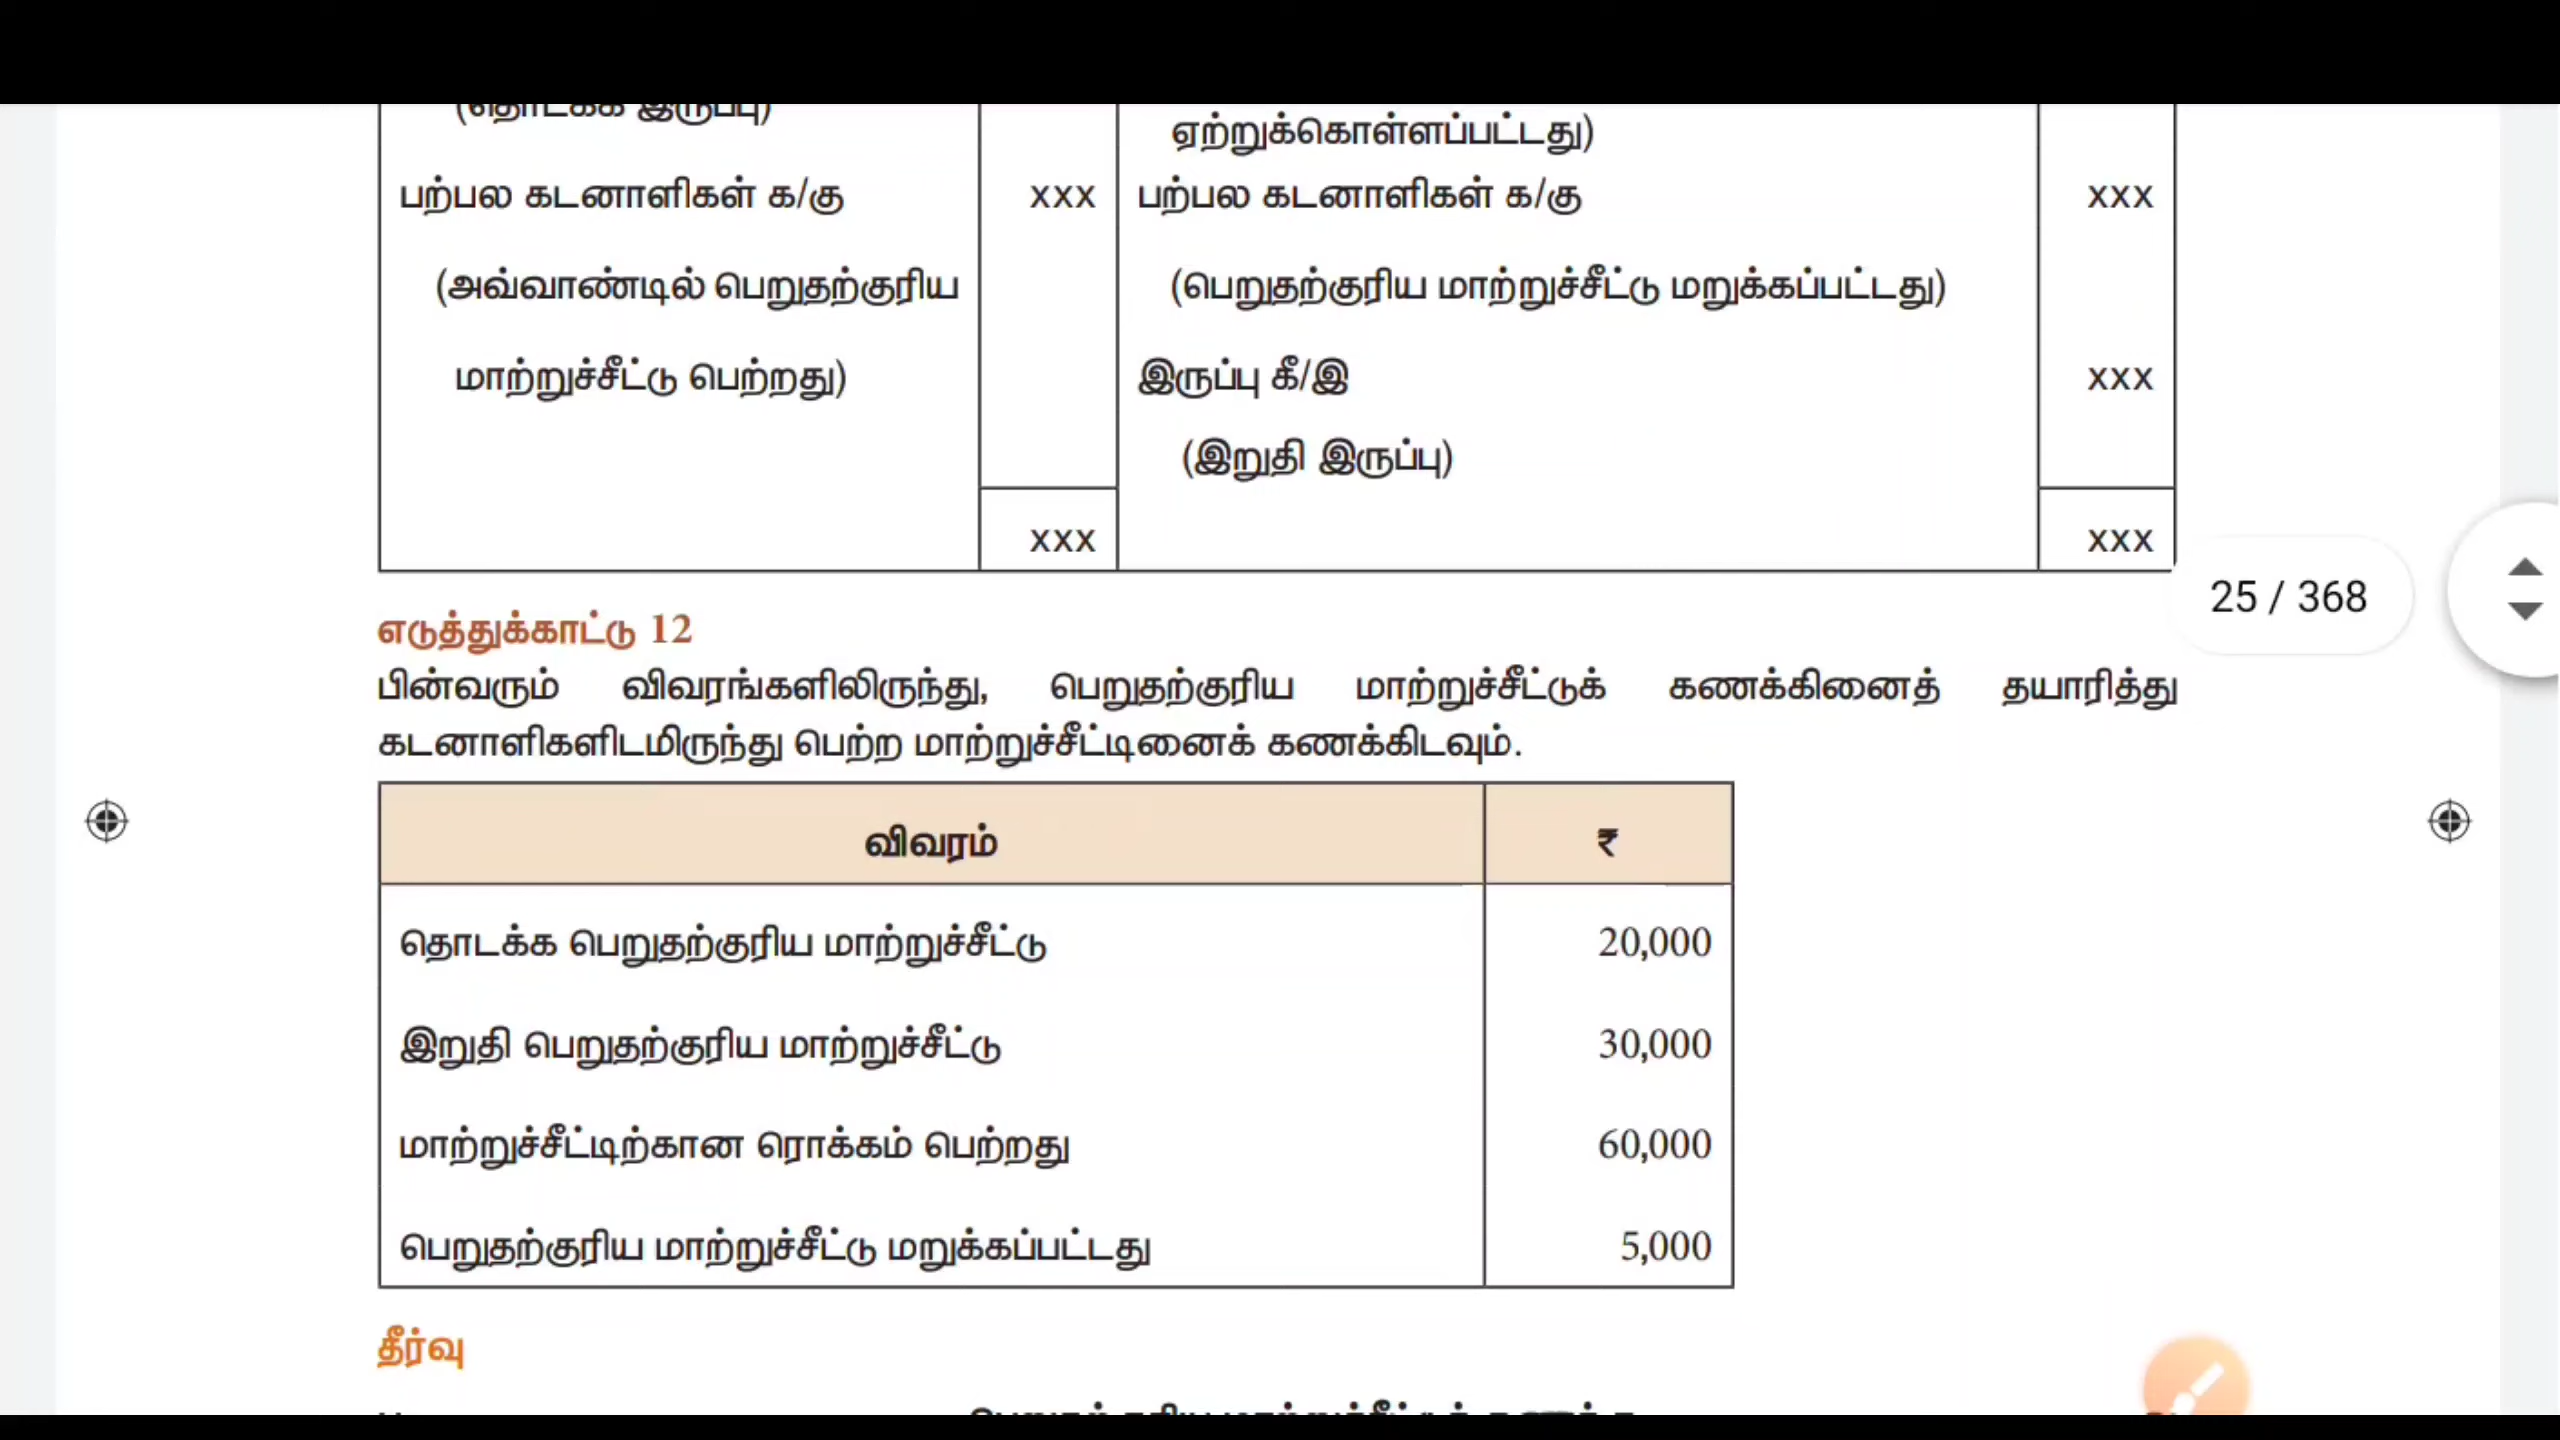 (தொடக்க இருப்பு)
ஏற்றுக்கொள்ளப்பட்டது)
பற்பல கடனாளிகள் க/கு xxx பற்பல கடனாளிகள் க/கு xxx
(அவ்வாண்டில் பெறுதற்குரிய (பெறுதற்குரிய மாற்றுச்சீட்டு மறுக்கப்பட்டது)
மாற்றுச்சீட்டு பெற்றது) இருப்பு கீ/இ xxx
(இறுதி இருப்பு)
xxx xxx
25 / 368
எடுத்துக்காட்டு 12
பின்வரும் விவரங்களிலிருந்து, பெறுதற்குரிய மாற்றுச்சீட்டுக் கணக்கினைத் தயாரித்து
கடனாளிகளிடமிருந்து பெற்ற மாற்றுச்சீட்டினைக் கணக்கிடவும்.
விவரம் ₹
தொடக்க பெறுதற்குரிய மாற்றுச்சீட்டு 20,000
இறுதி பெறுதற்குரிய மாற்றுச்சீட்டு 30,000
மாற்றுச்சீட்டிற்கான ரொக்கம் பெற்றது 60,000
பெறுதற்குரிய மாற்றுச்சீட்டு மறுக்கப்பட்டது 5,000
தீர்வு